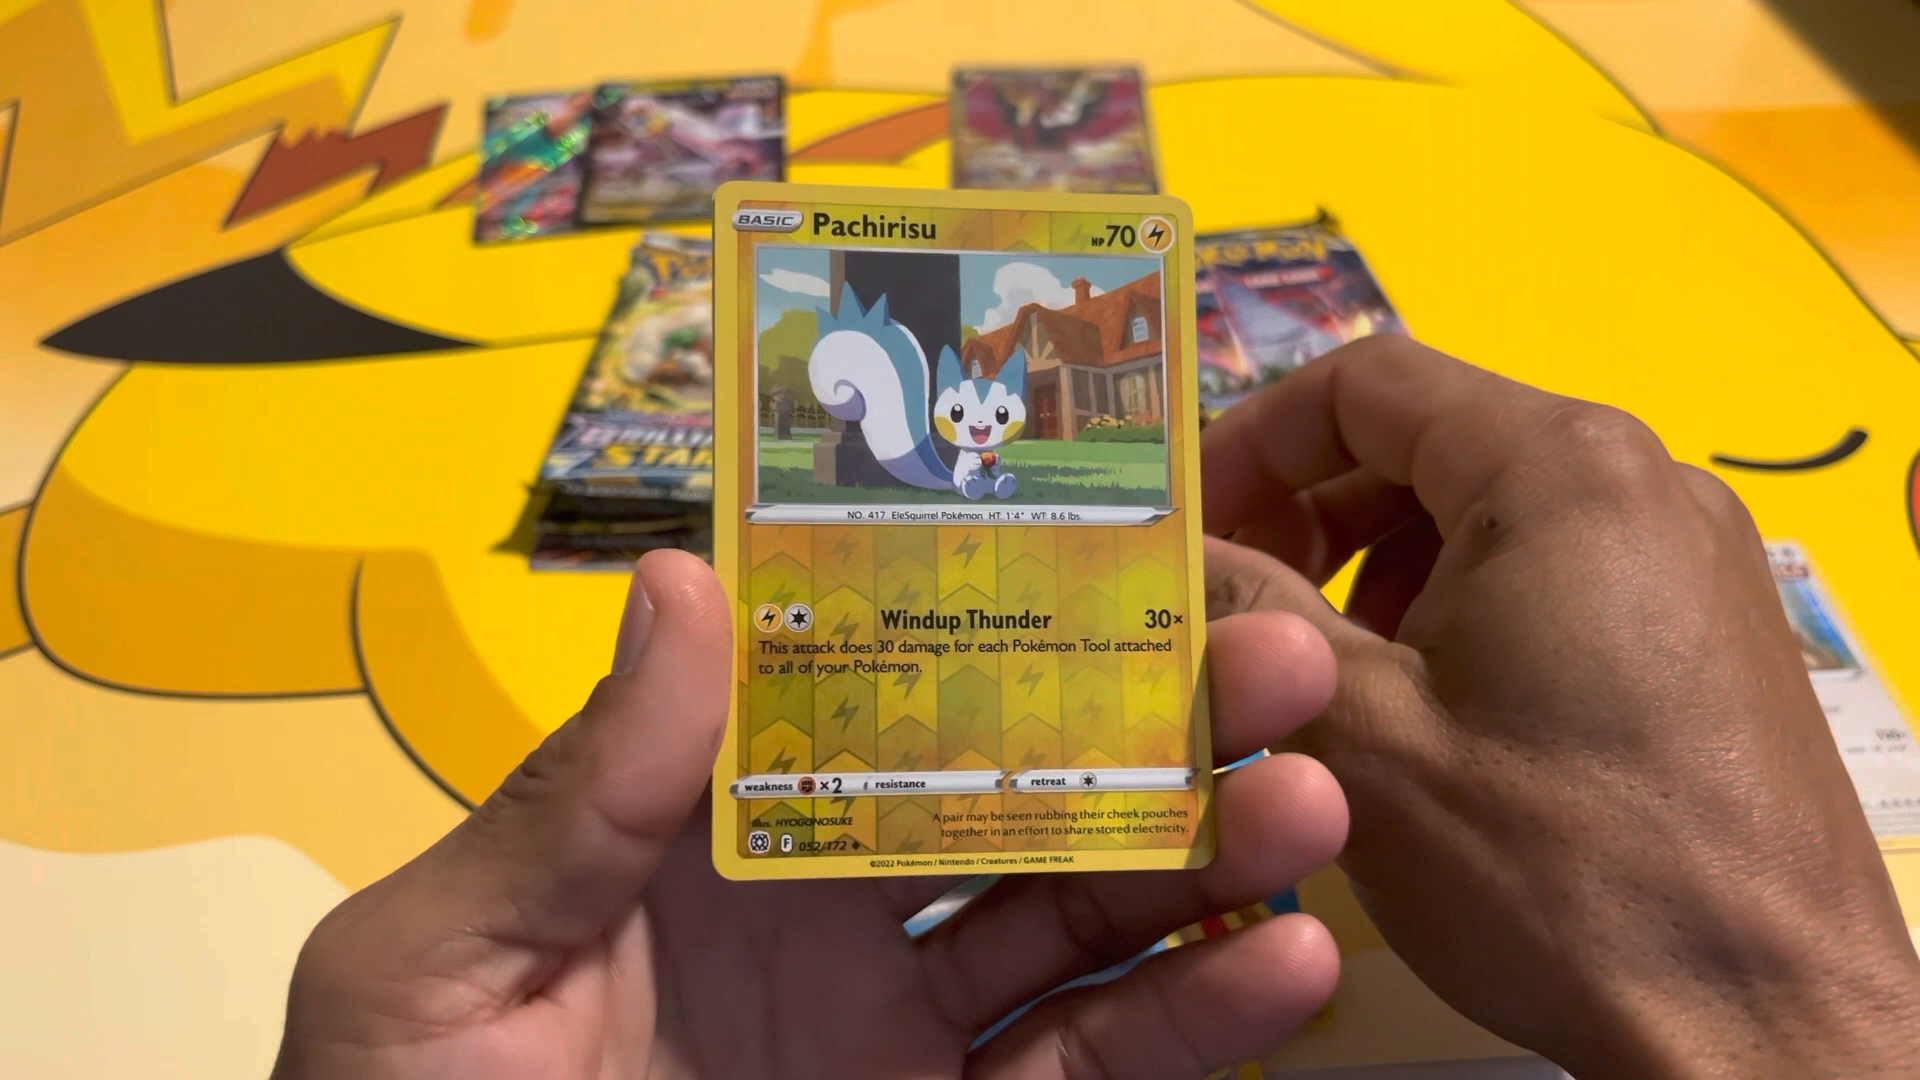 BASIC Pachirisu HP 70
NO. 417 EleSquirrel Pokémon HT: 1'4" WT: 8.6 lbs.
Windup Thunder 30×
This attack does 30 damage for each Pokémon Tool attached
to all of your Pokémon.
weakness ×2 resistance retreat
Illus. HYOGONOSUKE
A pair may be seen rubbing their cheek pouches
together in an effort to share stored electricity.
F 052/172
©2022 Pokémon / Nintendo / Creatures / GAME FREAK